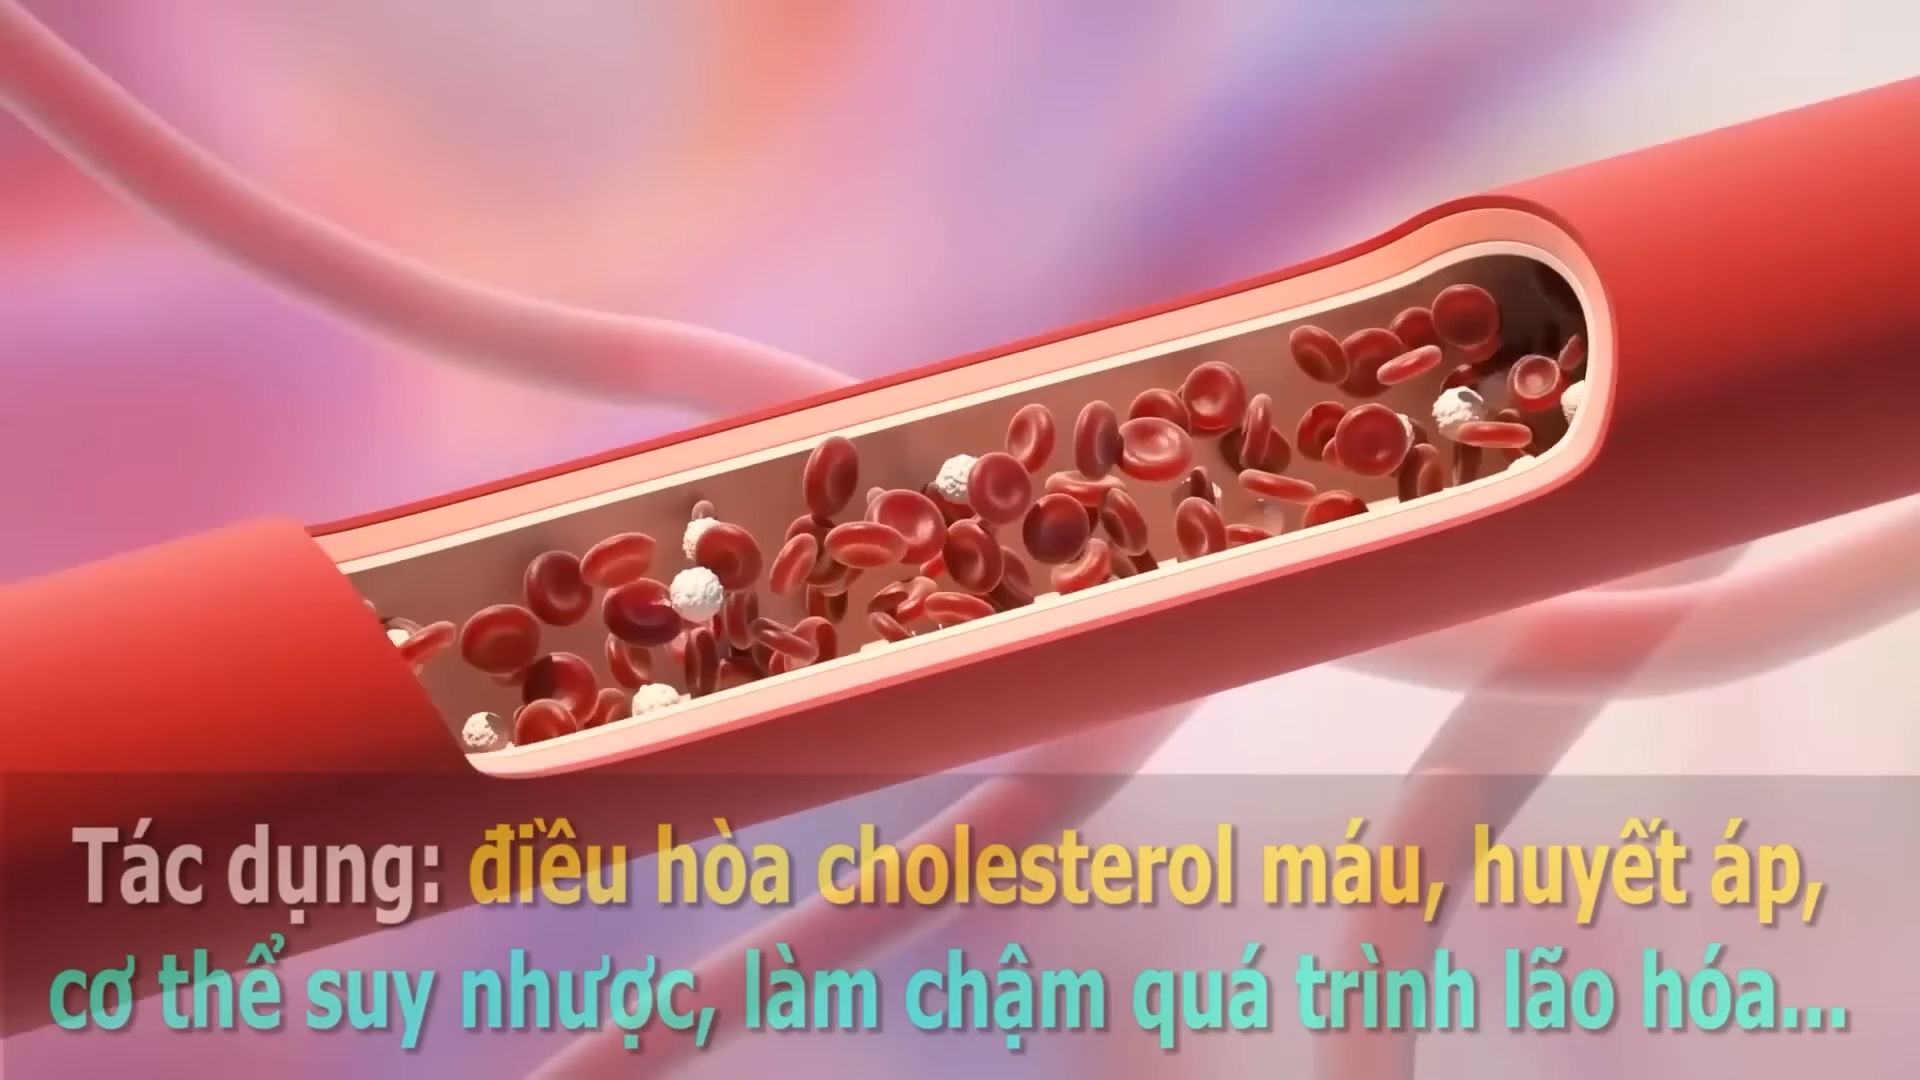 Tác dụng: điều hòa cholesterol máu, huyết áp,
cơ thể suy nhược, làm chậm quá trình lão hóa...